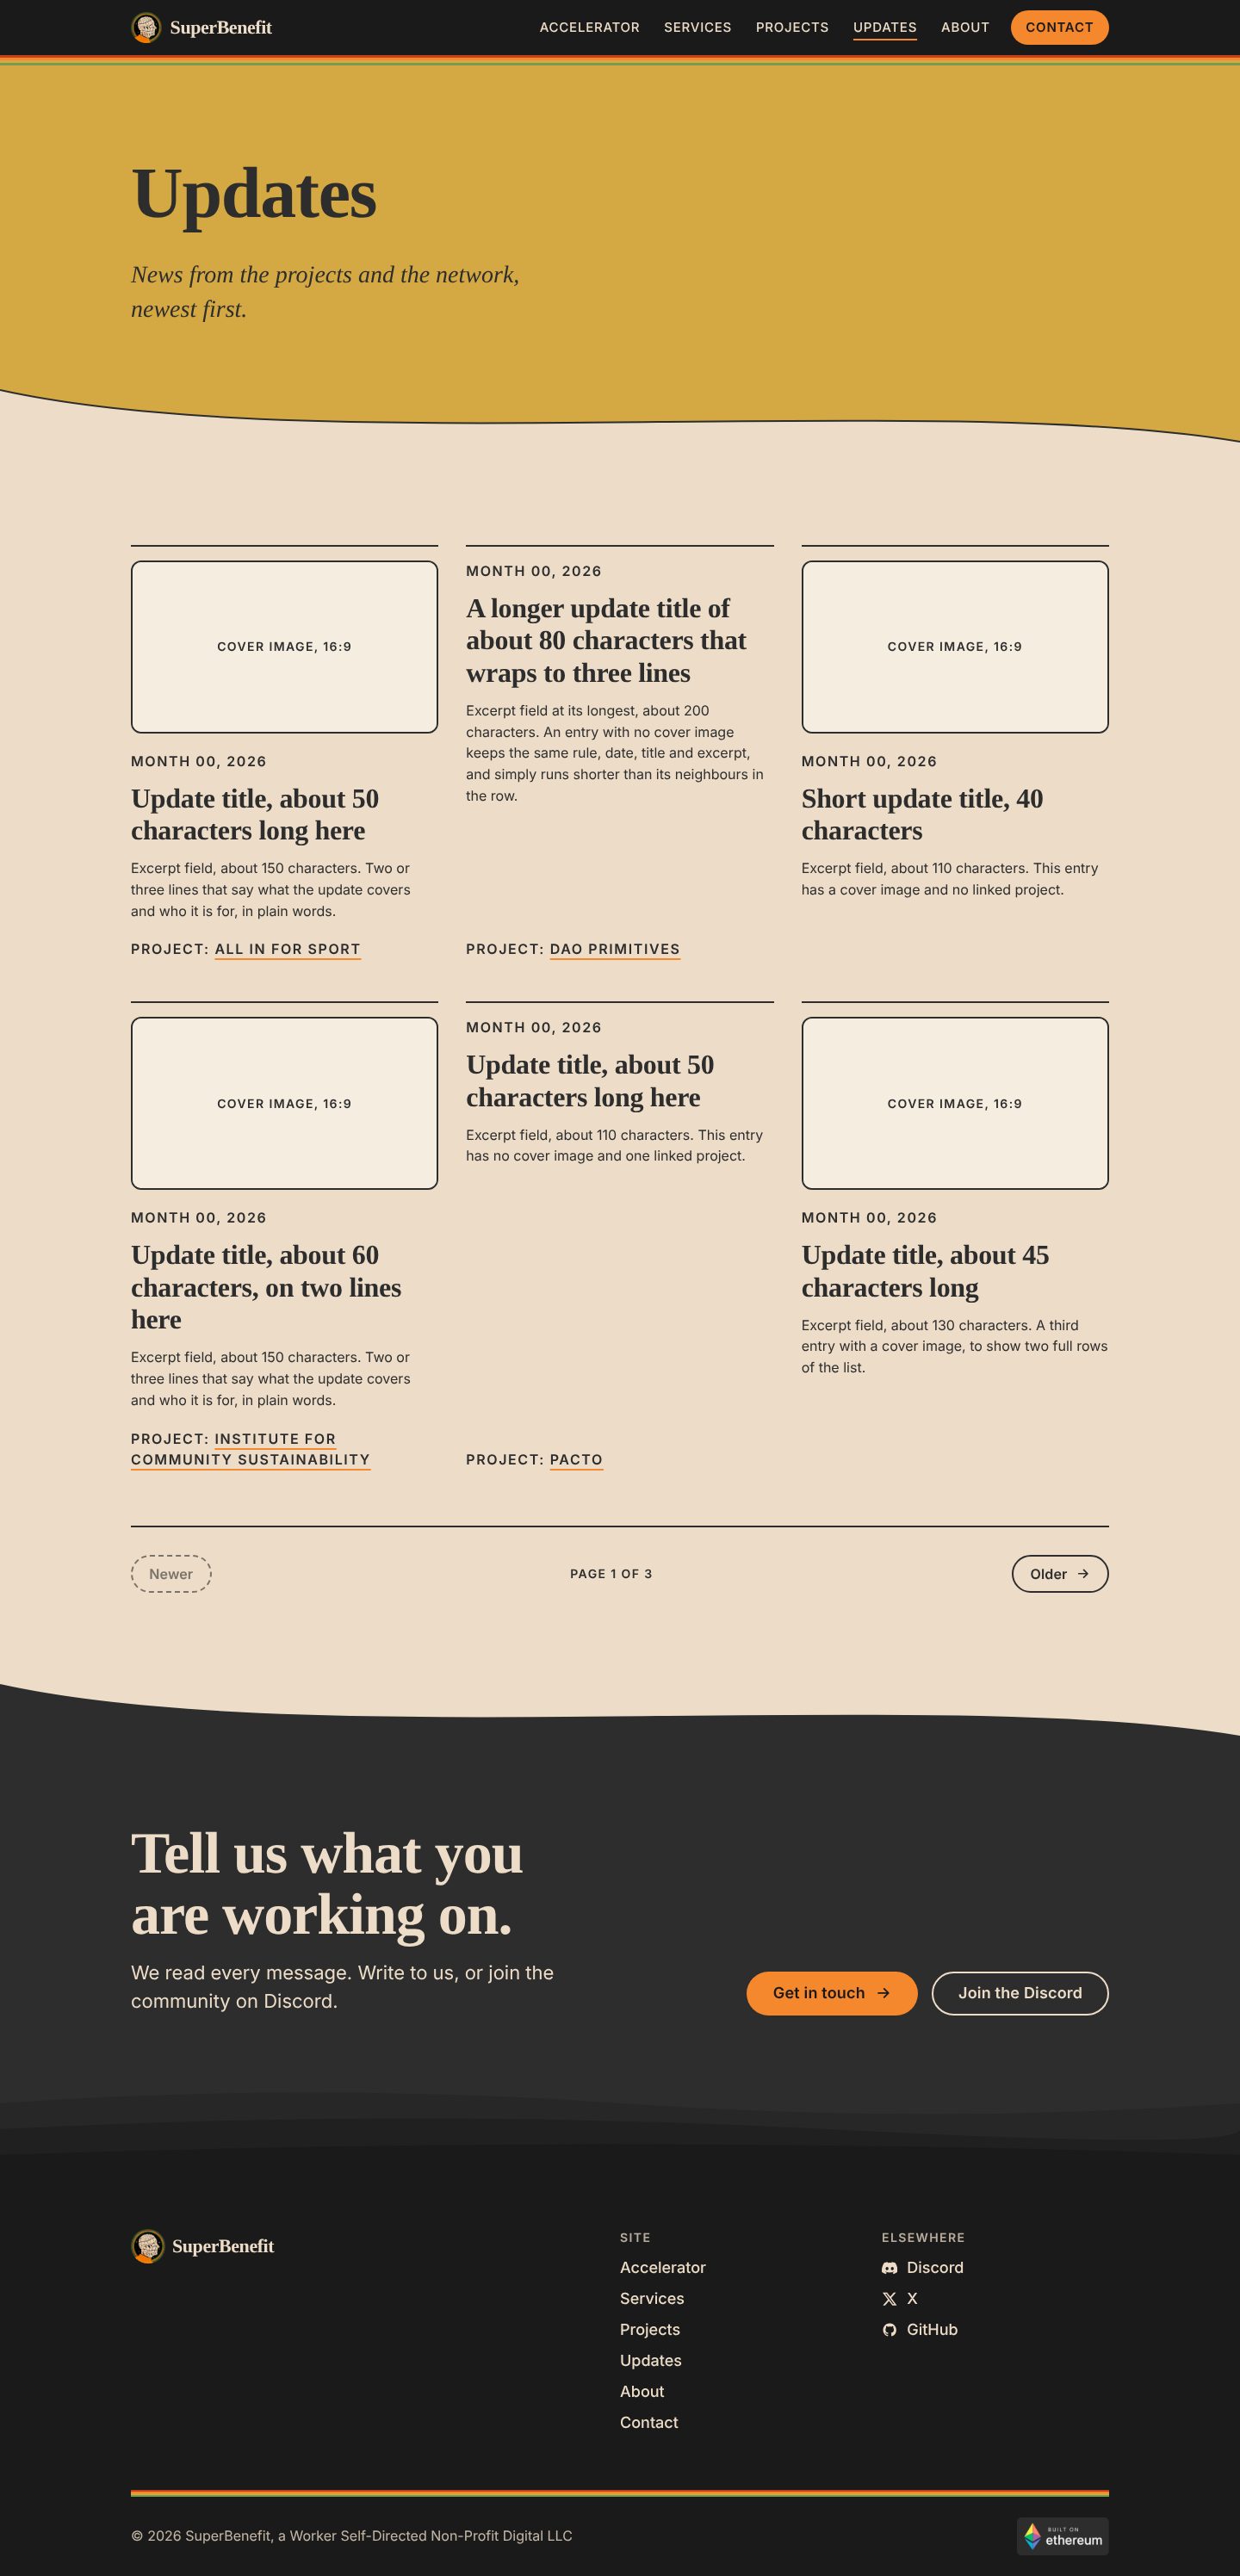 SuperBenefit
ACCELERATOR
SERVICES
PROJECTS
UPDATES
ABOUT
CONTACT
Updates
News from the projects and the network,
newest first.
COVER IMAGE, 16:9
MONTH 00, 2026
Update title, about 50
characters long here
Excerpt field, about 150 characters. Two or
three lines that say what the update covers
and who it is for, in plain words.
PROJECT: ALL IN FOR SPORT
MONTH 00, 2026
A longer update title of
about 80 characters that
wraps to three lines
Excerpt field at its longest, about 200
characters. An entry with no cover image
keeps the same rule, date, title and excerpt,
and simply runs shorter than its neighbours in
the row.
PROJECT: DAO PRIMITIVES
COVER IMAGE, 16:9
MONTH 00, 2026
Short update title, 40
characters
Excerpt field, about 110 characters. This entry
has a cover image and no linked project.
COVER IMAGE, 16:9
MONTH 00, 2026
Update title, about 60
characters, on two lines
here
Excerpt field, about 150 characters. Two or
three lines that say what the update covers
and who it is for, in plain words.
PROJECT: INSTITUTE FOR
COMMUNITY SUSTAINABILITY
MONTH 00, 2026
Update title, about 50
characters long here
Excerpt field, about 110 characters. This entry
has no cover image and one linked project.
PROJECT: PACTO
COVER IMAGE, 16:9
MONTH 00, 2026
Update title, about 45
characters long
Excerpt field, about 130 characters. A third
entry with a cover image, to show two full rows
of the list.
Newer
PAGE 1 OF 3
Older →
Tell us what you
are working on.
We read every message. Write to us, or join the
community on Discord.
Get in touch →
Join the Discord
SuperBenefit
SITE
Accelerator
Services
Projects
Updates
About
Contact
ELSEWHERE
Discord
X
GitHub
© 2026 SuperBenefit, a Worker Self-Directed Non-Profit Digital LLC
BUILT ON
ethereum